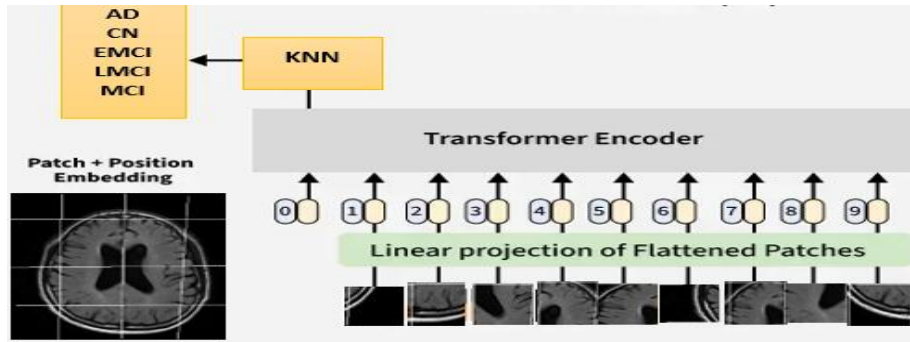 AD
CN
EMCI
LMCI
MCI
KNN
Transformer Encoder
Patch + Position
Embedding
0 1 2 3 4 5 6 7 8 9
Linear projection of Flattened Patches